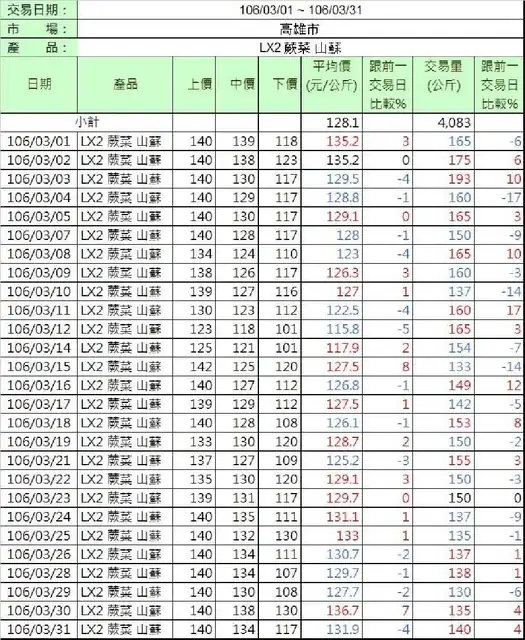 交易日期： 106/03/01 ~ 106/03/31
市 場： 高雄市
產 品： LX2 蕨菜 山蘇
日期 產品 上價 中價 下價 平均價(元/公斤) 跟前一交易日比較% 交易量(公斤) 跟前一交易日比較%
小計 128.1 4,083
106/03/01 LX2 蕨菜 山蘇 140 139 118 135.2 3 165 -6
106/03/02 LX2 蕨菜 山蘇 140 138 123 135.2 0 175 6
106/03/03 LX2 蕨菜 山蘇 140 130 117 129.5 -4 193 10
106/03/04 LX2 蕨菜 山蘇 140 129 117 128.8 -1 160 -17
106/03/05 LX2 蕨菜 山蘇 140 130 117 129.1 0 165 3
106/03/07 LX2 蕨菜 山蘇 140 128 117 128 -1 150 -9
106/03/08 LX2 蕨菜 山蘇 134 124 110 123 -4 165 10
106/03/09 LX2 蕨菜 山蘇 138 126 117 126.3 3 160 -3
106/03/10 LX2 蕨菜 山蘇 139 127 116 127 1 137 -14
106/03/11 LX2 蕨菜 山蘇 130 123 112 122.5 -4 160 17
106/03/12 LX2 蕨菜 山蘇 123 118 101 115.8 -5 165 3
106/03/14 LX2 蕨菜 山蘇 125 121 101 117.9 2 154 -7
106/03/15 LX2 蕨菜 山蘇 142 125 120 127.5 8 133 -14
106/03/16 LX2 蕨菜 山蘇 140 127 112 126.8 -1 149 12
106/03/17 LX2 蕨菜 山蘇 139 129 112 127.5 1 142 -5
106/03/18 LX2 蕨菜 山蘇 140 128 108 126.1 -1 153 8
106/03/19 LX2 蕨菜 山蘇 133 130 120 128.7 2 150 -2
106/03/21 LX2 蕨菜 山蘇 137 127 109 125.2 -3 155 3
106/03/22 LX2 蕨菜 山蘇 135 130 120 129.1 3 150 -3
106/03/23 LX2 蕨菜 山蘇 139 131 117 129.7 0 150 0
106/03/24 LX2 蕨菜 山蘇 140 135 111 131.1 1 137 -9
106/03/25 LX2 蕨菜 山蘇 140 132 130 133 1 135 -1
106/03/26 LX2 蕨菜 山蘇 140 134 111 130.7 -2 137 1
106/03/28 LX2 蕨菜 山蘇 140 134 107 129.7 -1 138 1
106/03/29 LX2 蕨菜 山蘇 140 130 108 127.7 -2 130 -6
106/03/30 LX2 蕨菜 山蘇 140 138 130 136.7 7 135 4
106/03/31 LX2 蕨菜 山蘇 140 134 117 131.9 -4 140 4